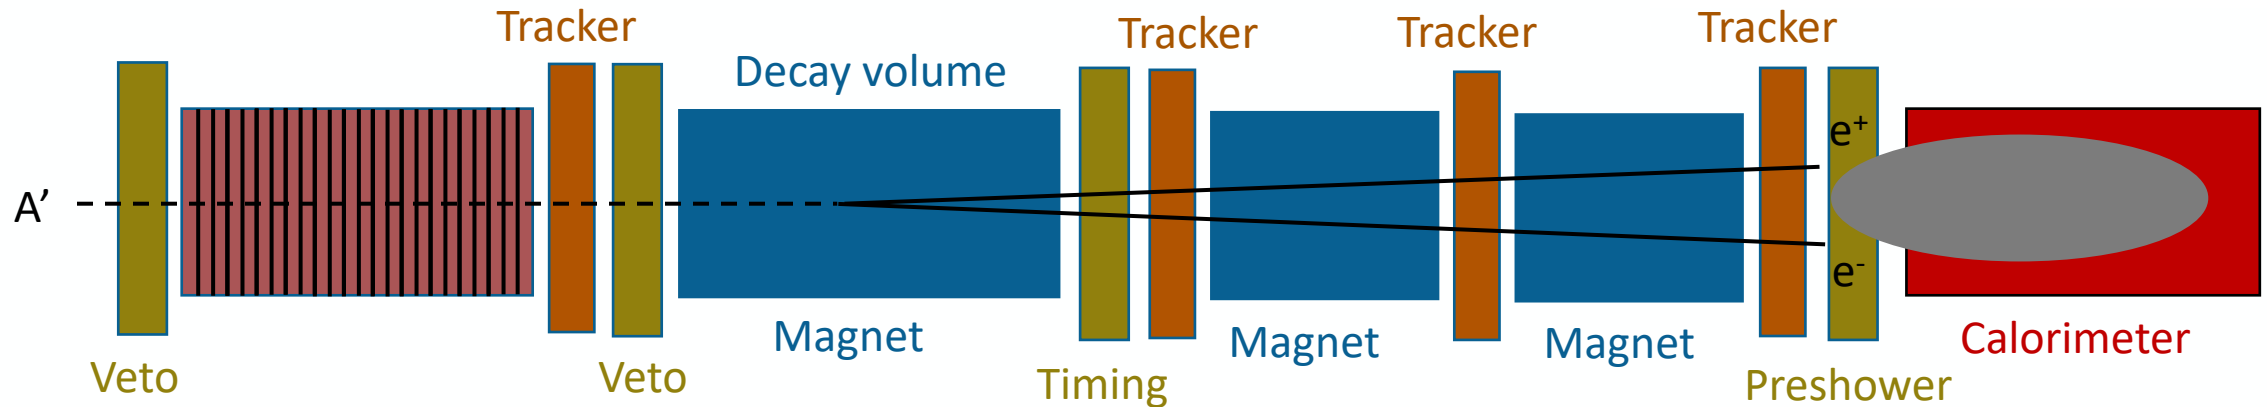 Tracker
Tracker
Tracker
Tracker
Decay volume
e⁺
A’
e⁻
Magnet
Magnet
Magnet
Calorimeter
Veto
Veto
Timing
Preshower